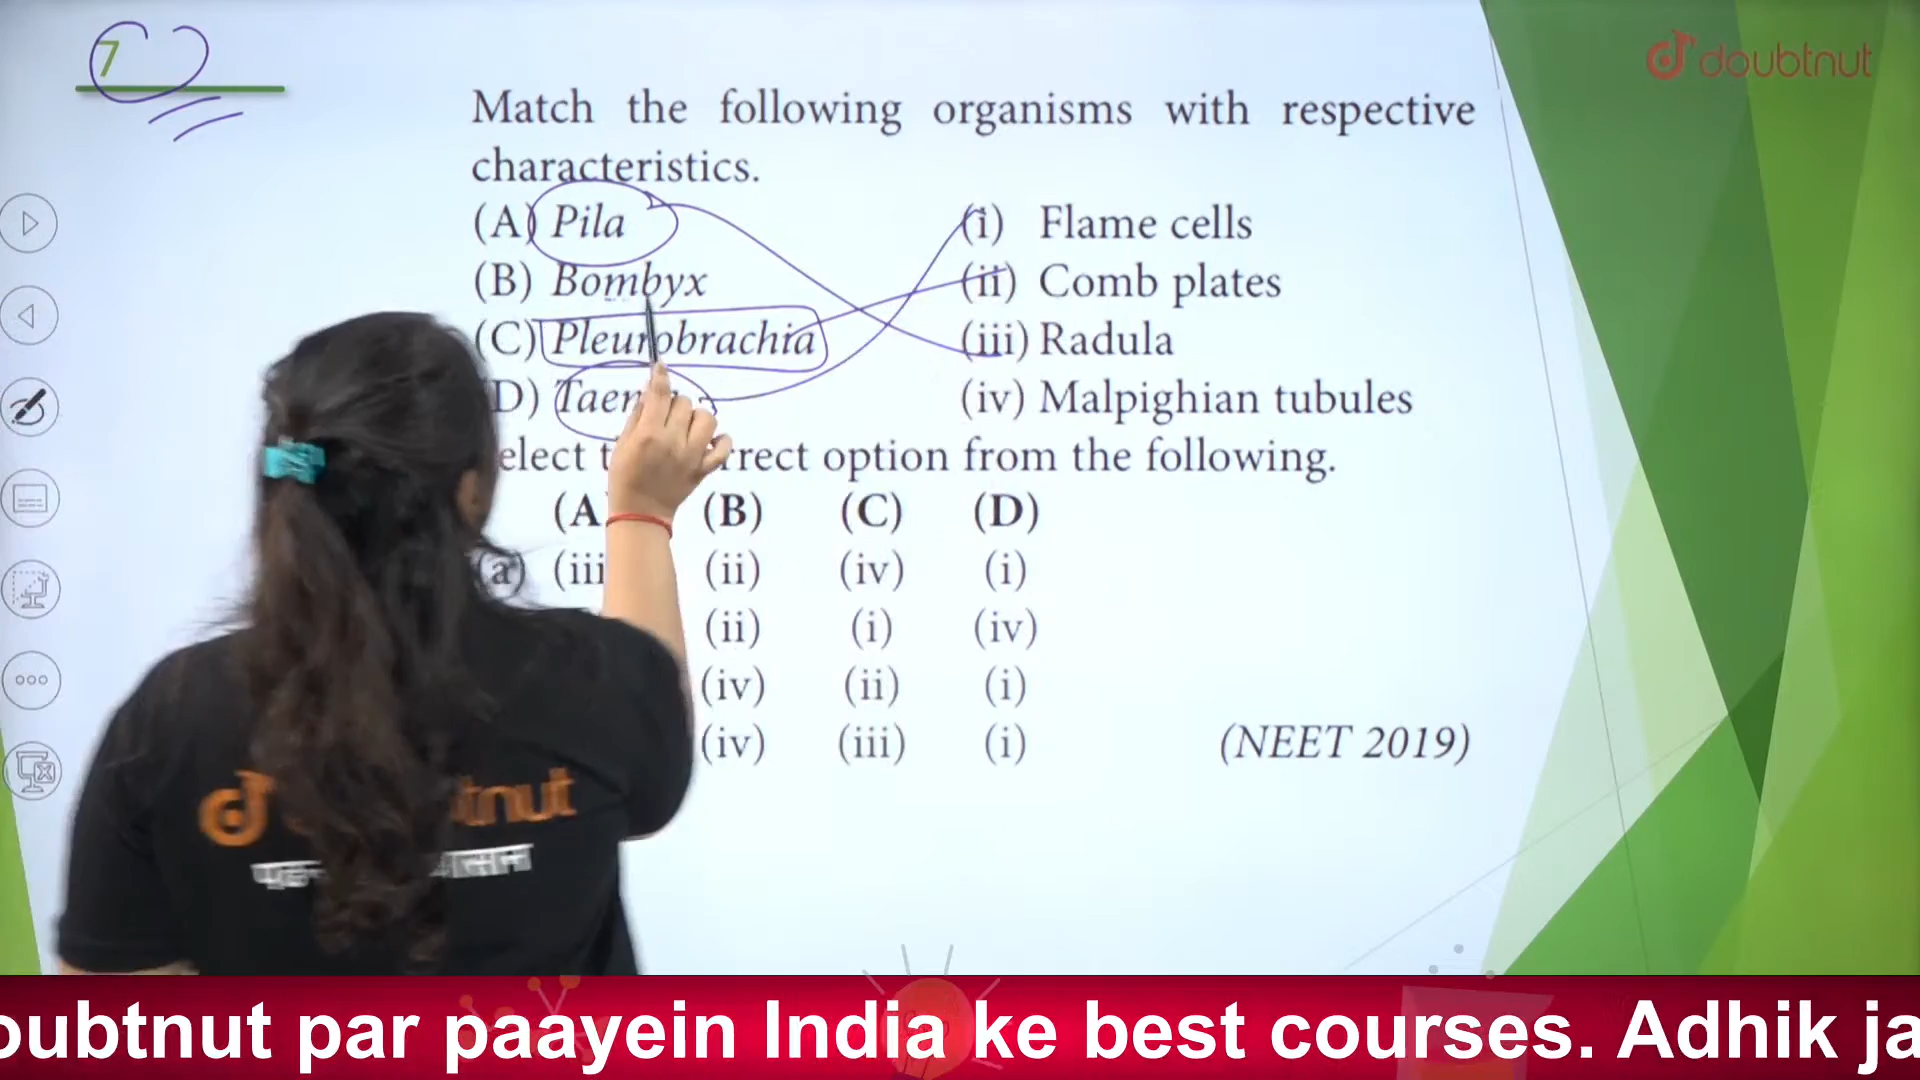 7
doubtnut
Match the following organisms with respective
characteristics.
(A) Pila (i) Flame cells
(B) Bombyx (ii) Comb plates
(C) Pleurobrachia (iii) Radula
D) (iv) Malpighian tubules
elect option from the following.
(A (B) (C) (D)
(a) (iii (ii) (iv) (i)
(ii) (i) (iv)
(iv) (ii) (i)
(iv) (iii) (i)
(NEET 2019)
oubtnut par paayein India ke best courses. Adhik ja